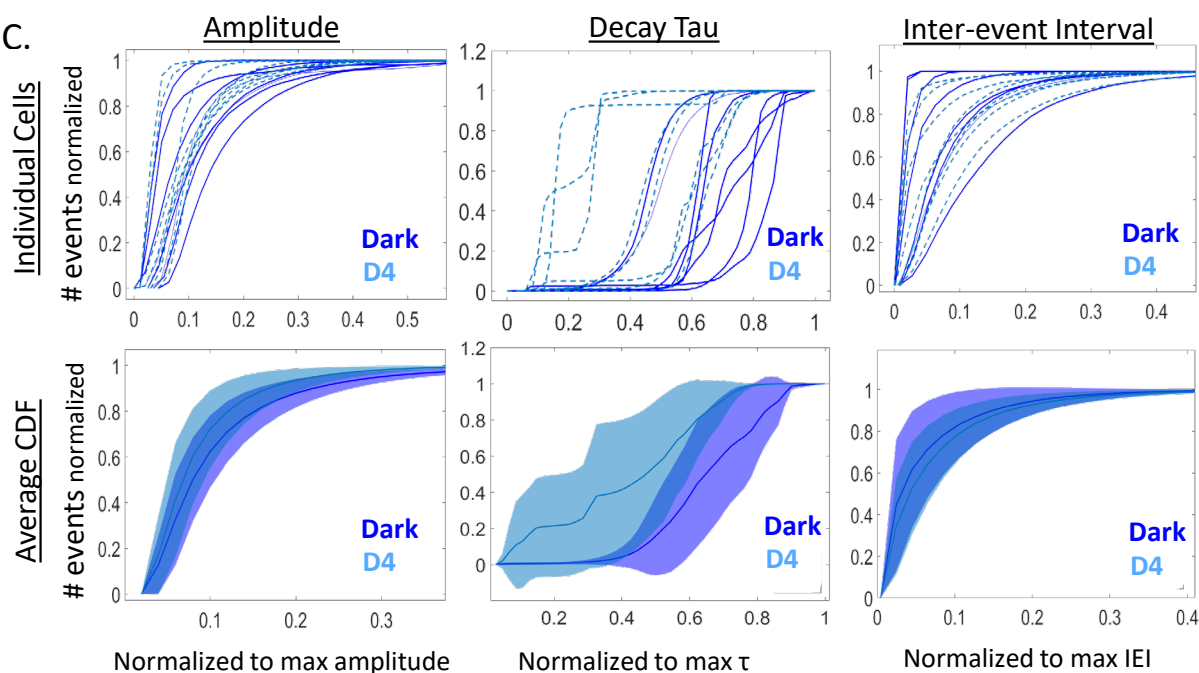 C.
Amplitude
Decay Tau
Inter-event Interval
Individual Cells
# events normalized
1
0.8
0.6
0.4
0.2
0
0
0.1
0.2
0.3
0.4
0.5
Dark
D4
1.2
1
0.8
0.6
0.4
0.2
0
0
0.2
0.4
0.6
0.8
1
Dark
D4
1
0.8
0.6
0.4
0.2
0
0
0.1
0.2
0.3
0.4
Dark
D4
Average CDF
# events normalized
1
0.8
0.6
0.4
0.2
0
0.1
0.2
0.3
Dark
D4
Normalized to max amplitude
1.2
1
0.8
0.6
0.4
0.2
0
0.2
0.4
0.6
0.8
1
Dark
D4
Normalized to max τ
1
0.8
0.6
0.4
0.2
0
0
0.1
0.2
0.3
0.4
Dark
D4
Normalized to max IEI